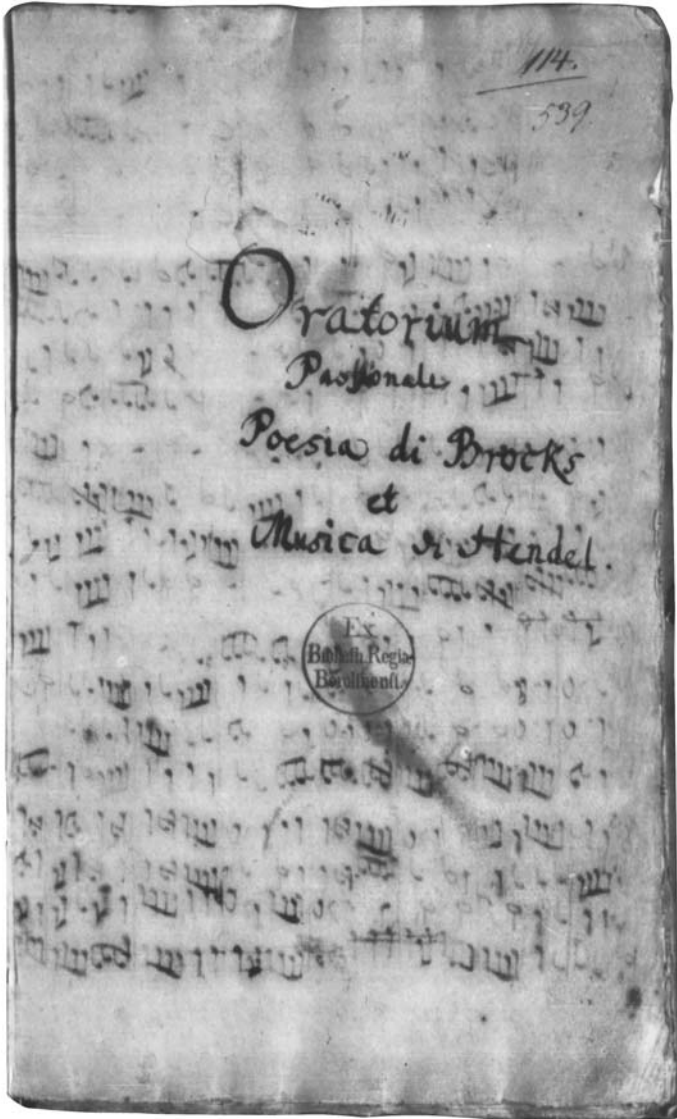 114.
539
Oratorium
Passionale
Poesia di Brocks
et
Musica di Hendel.
Ex
Biblioth. Regia
Berolinensi.